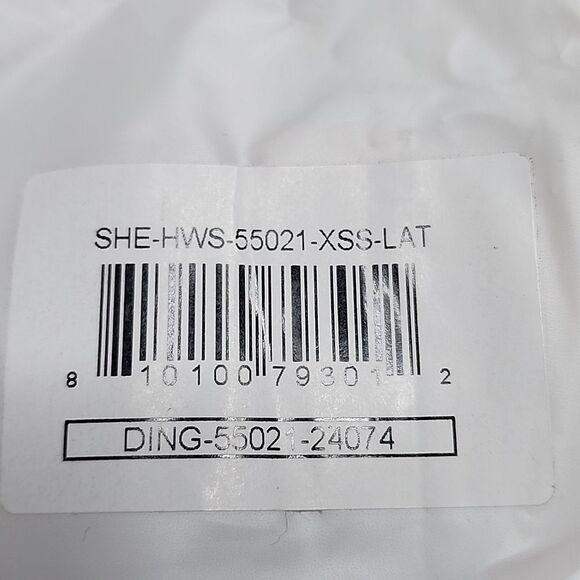 SHE-HWS-55021-XSS-LAT
8 10100 79301 2
DING-55021-24074